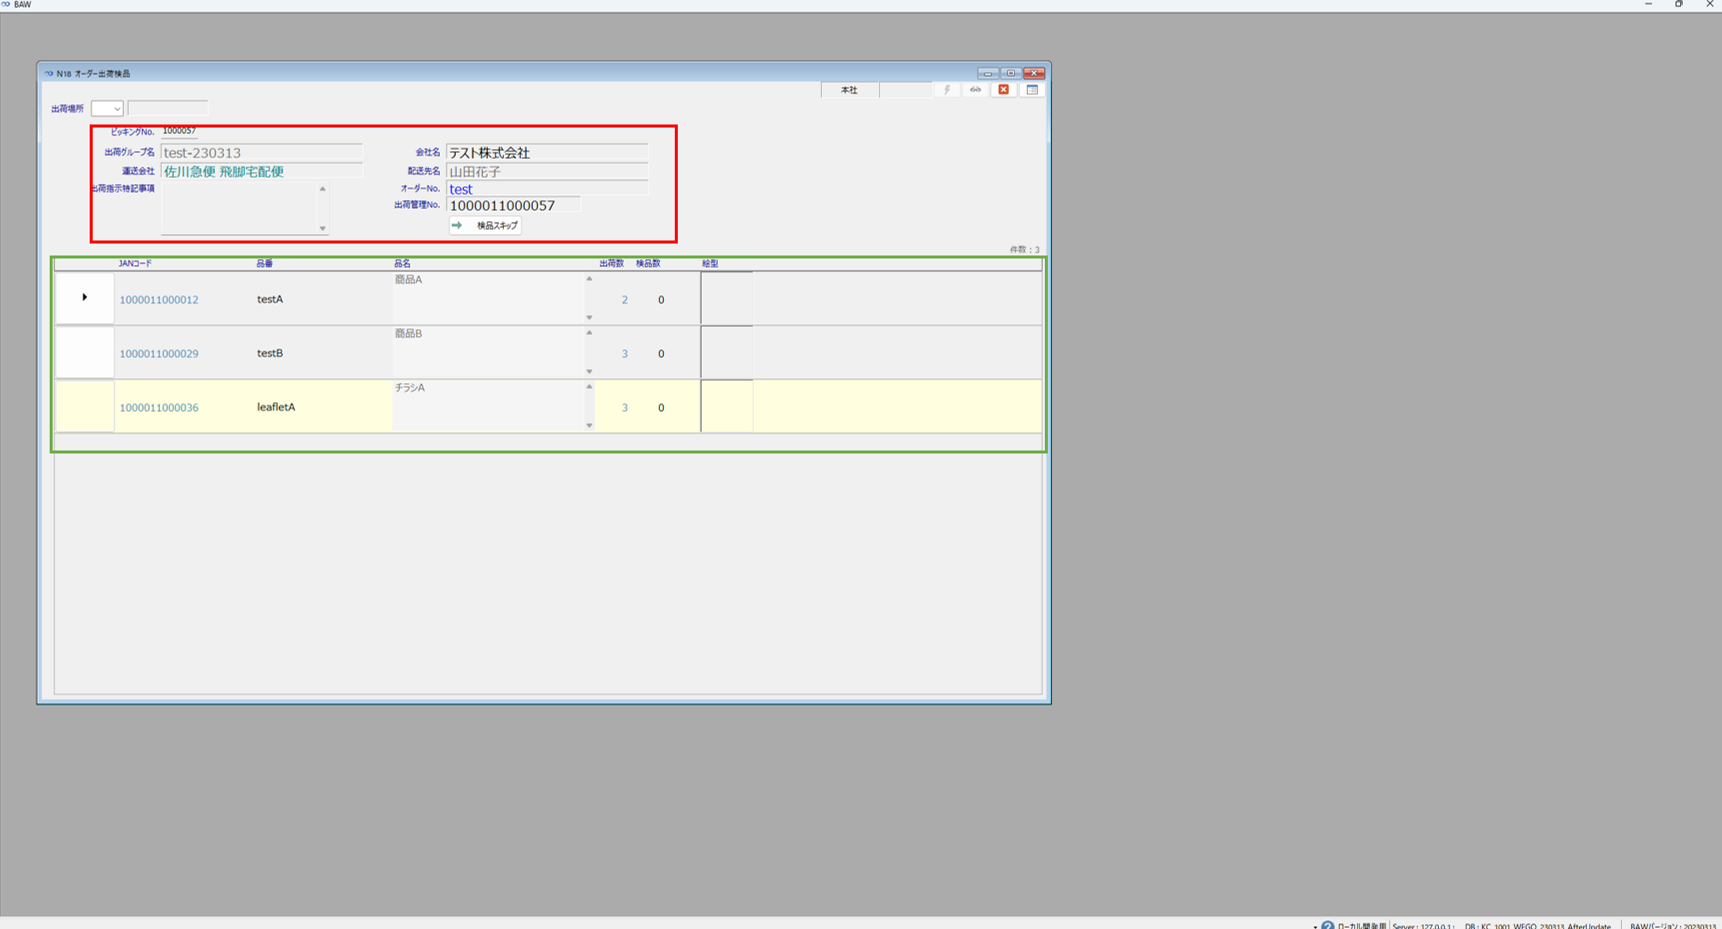 BAW
N18 オーダー出荷検品
本社
出荷場所
ピッキングNo. 1000057
出荷グループ名 test-230313 会社名 テスト株式会社
運送会社 佐川急便 飛脚宅配便 配送先名 山田花子
出荷指示特記事項 オーダーNo. test
出荷管理No. 1000011000057
検品スキップ
件数 : 3
JANコード 品番 品名 出荷数 検品数 絵型
1000011000012 testA 商品A 2 0
1000011000029 testB 商品B 3 0
1000011000036 leafletA チラシA 3 0
ローカル開発用 Server : 127.0.0.1 : DB : KC_1001_WEGO_230313_AfterUpdate BAWバージョン : 20230313